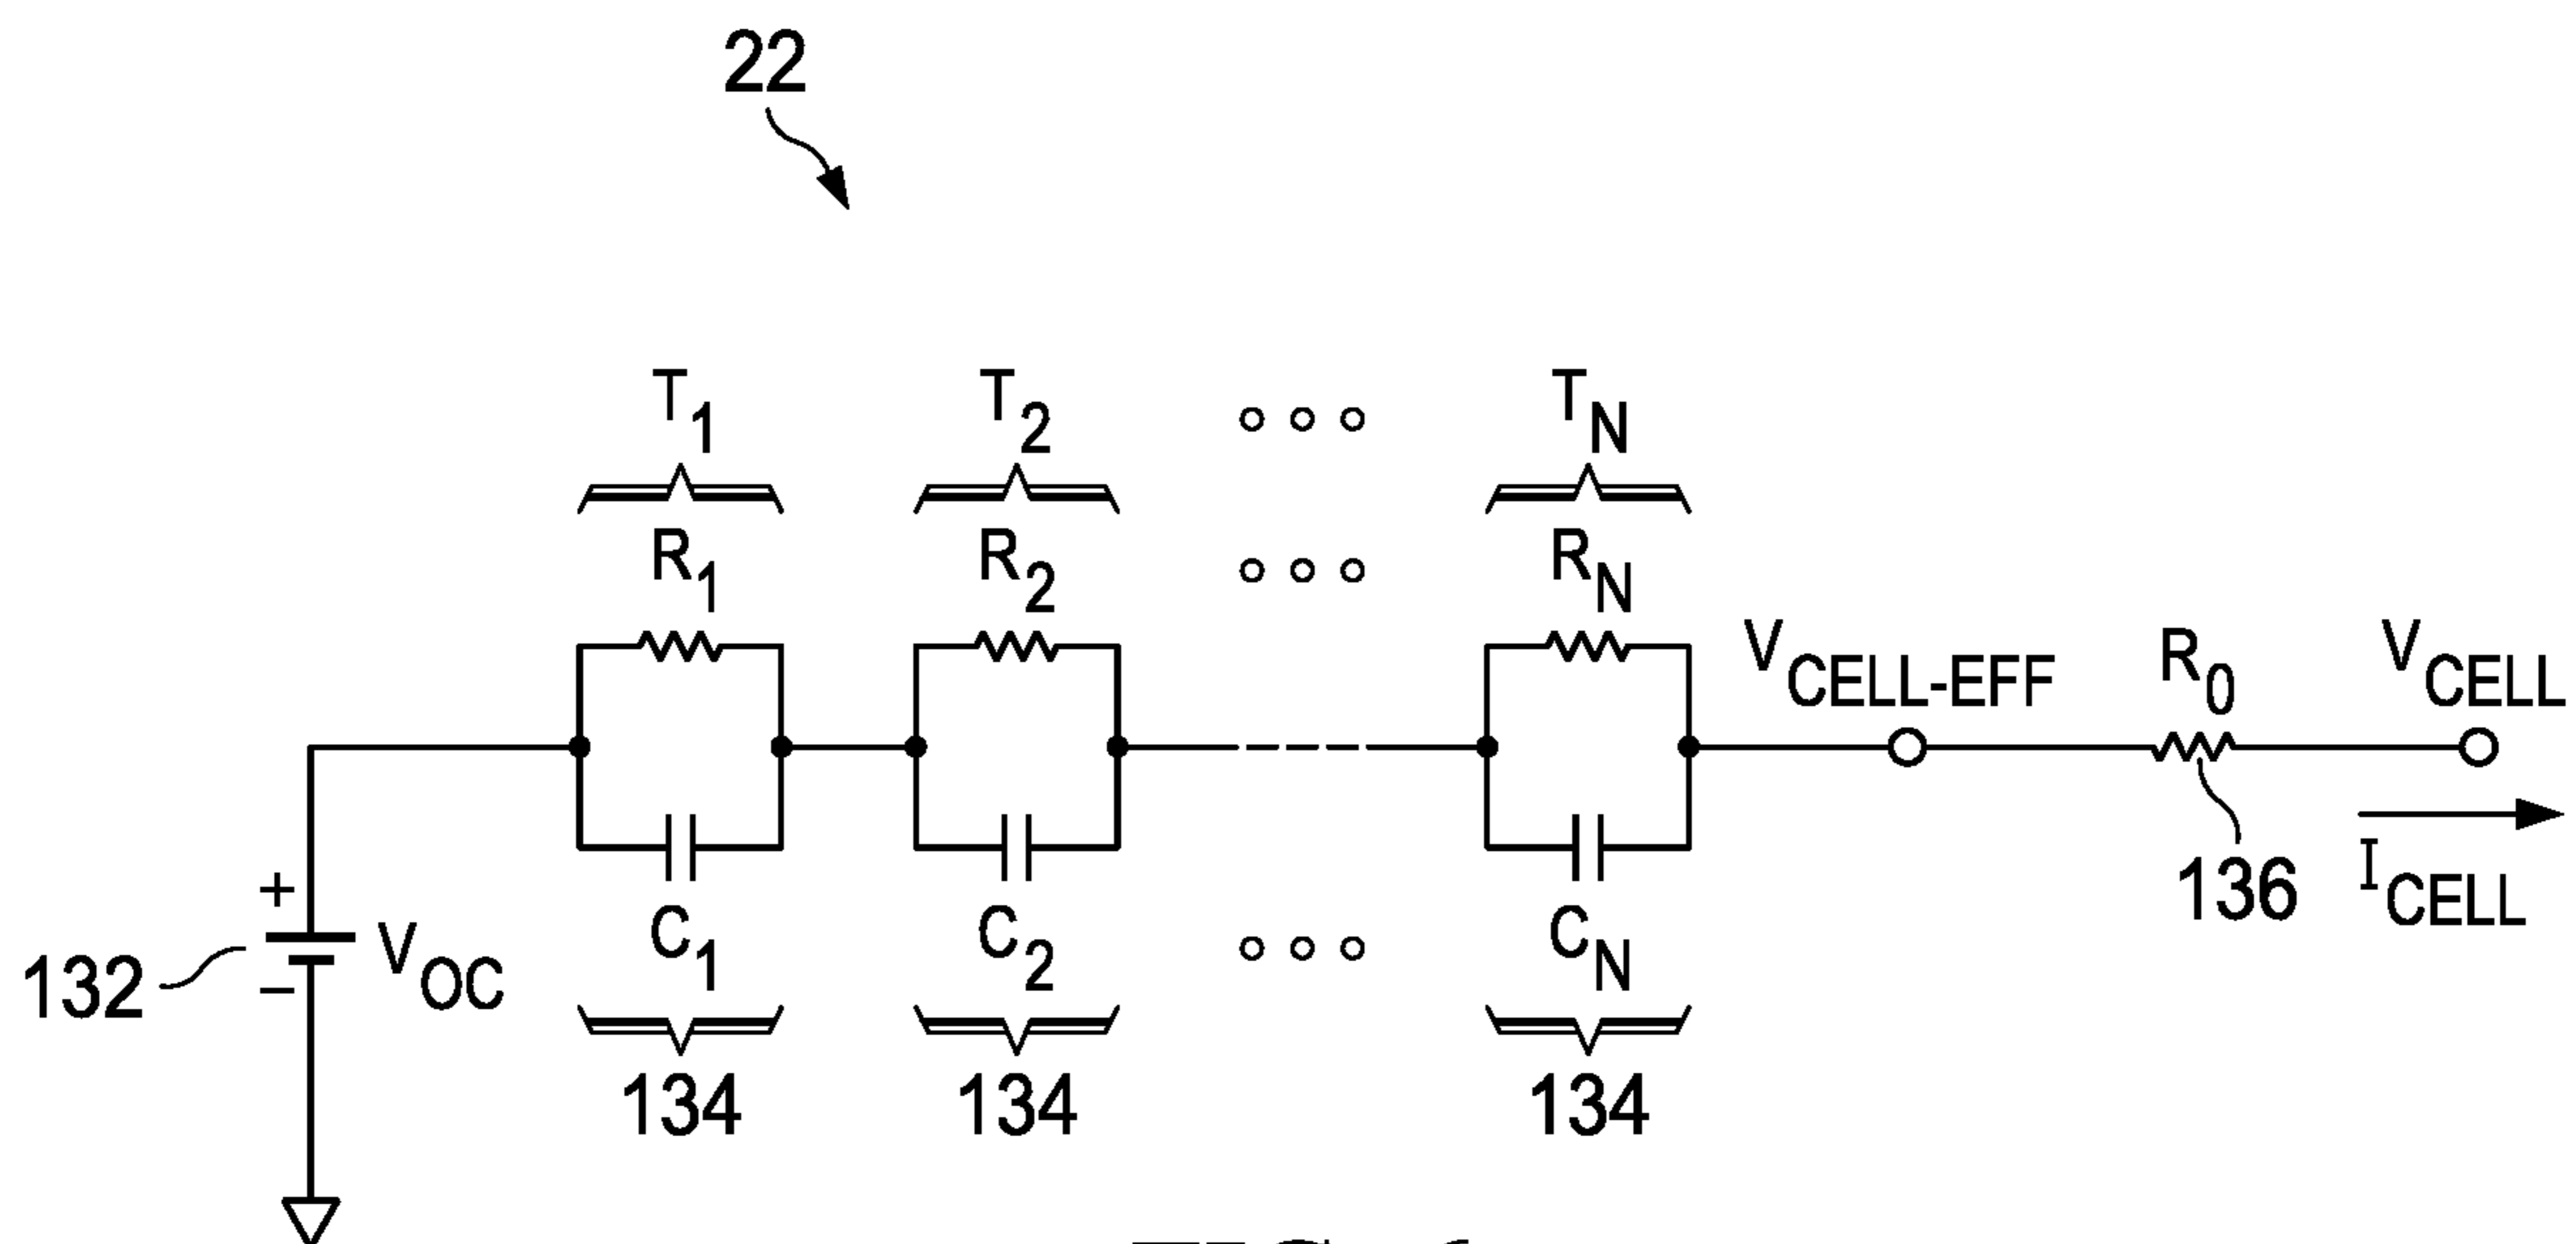 22
T1 T2 TN
R1 R2 RN
VCELL-EFF R0 VCELL
+
132 − VOC
C1 C2 CN
136 ICELL
134 134 134